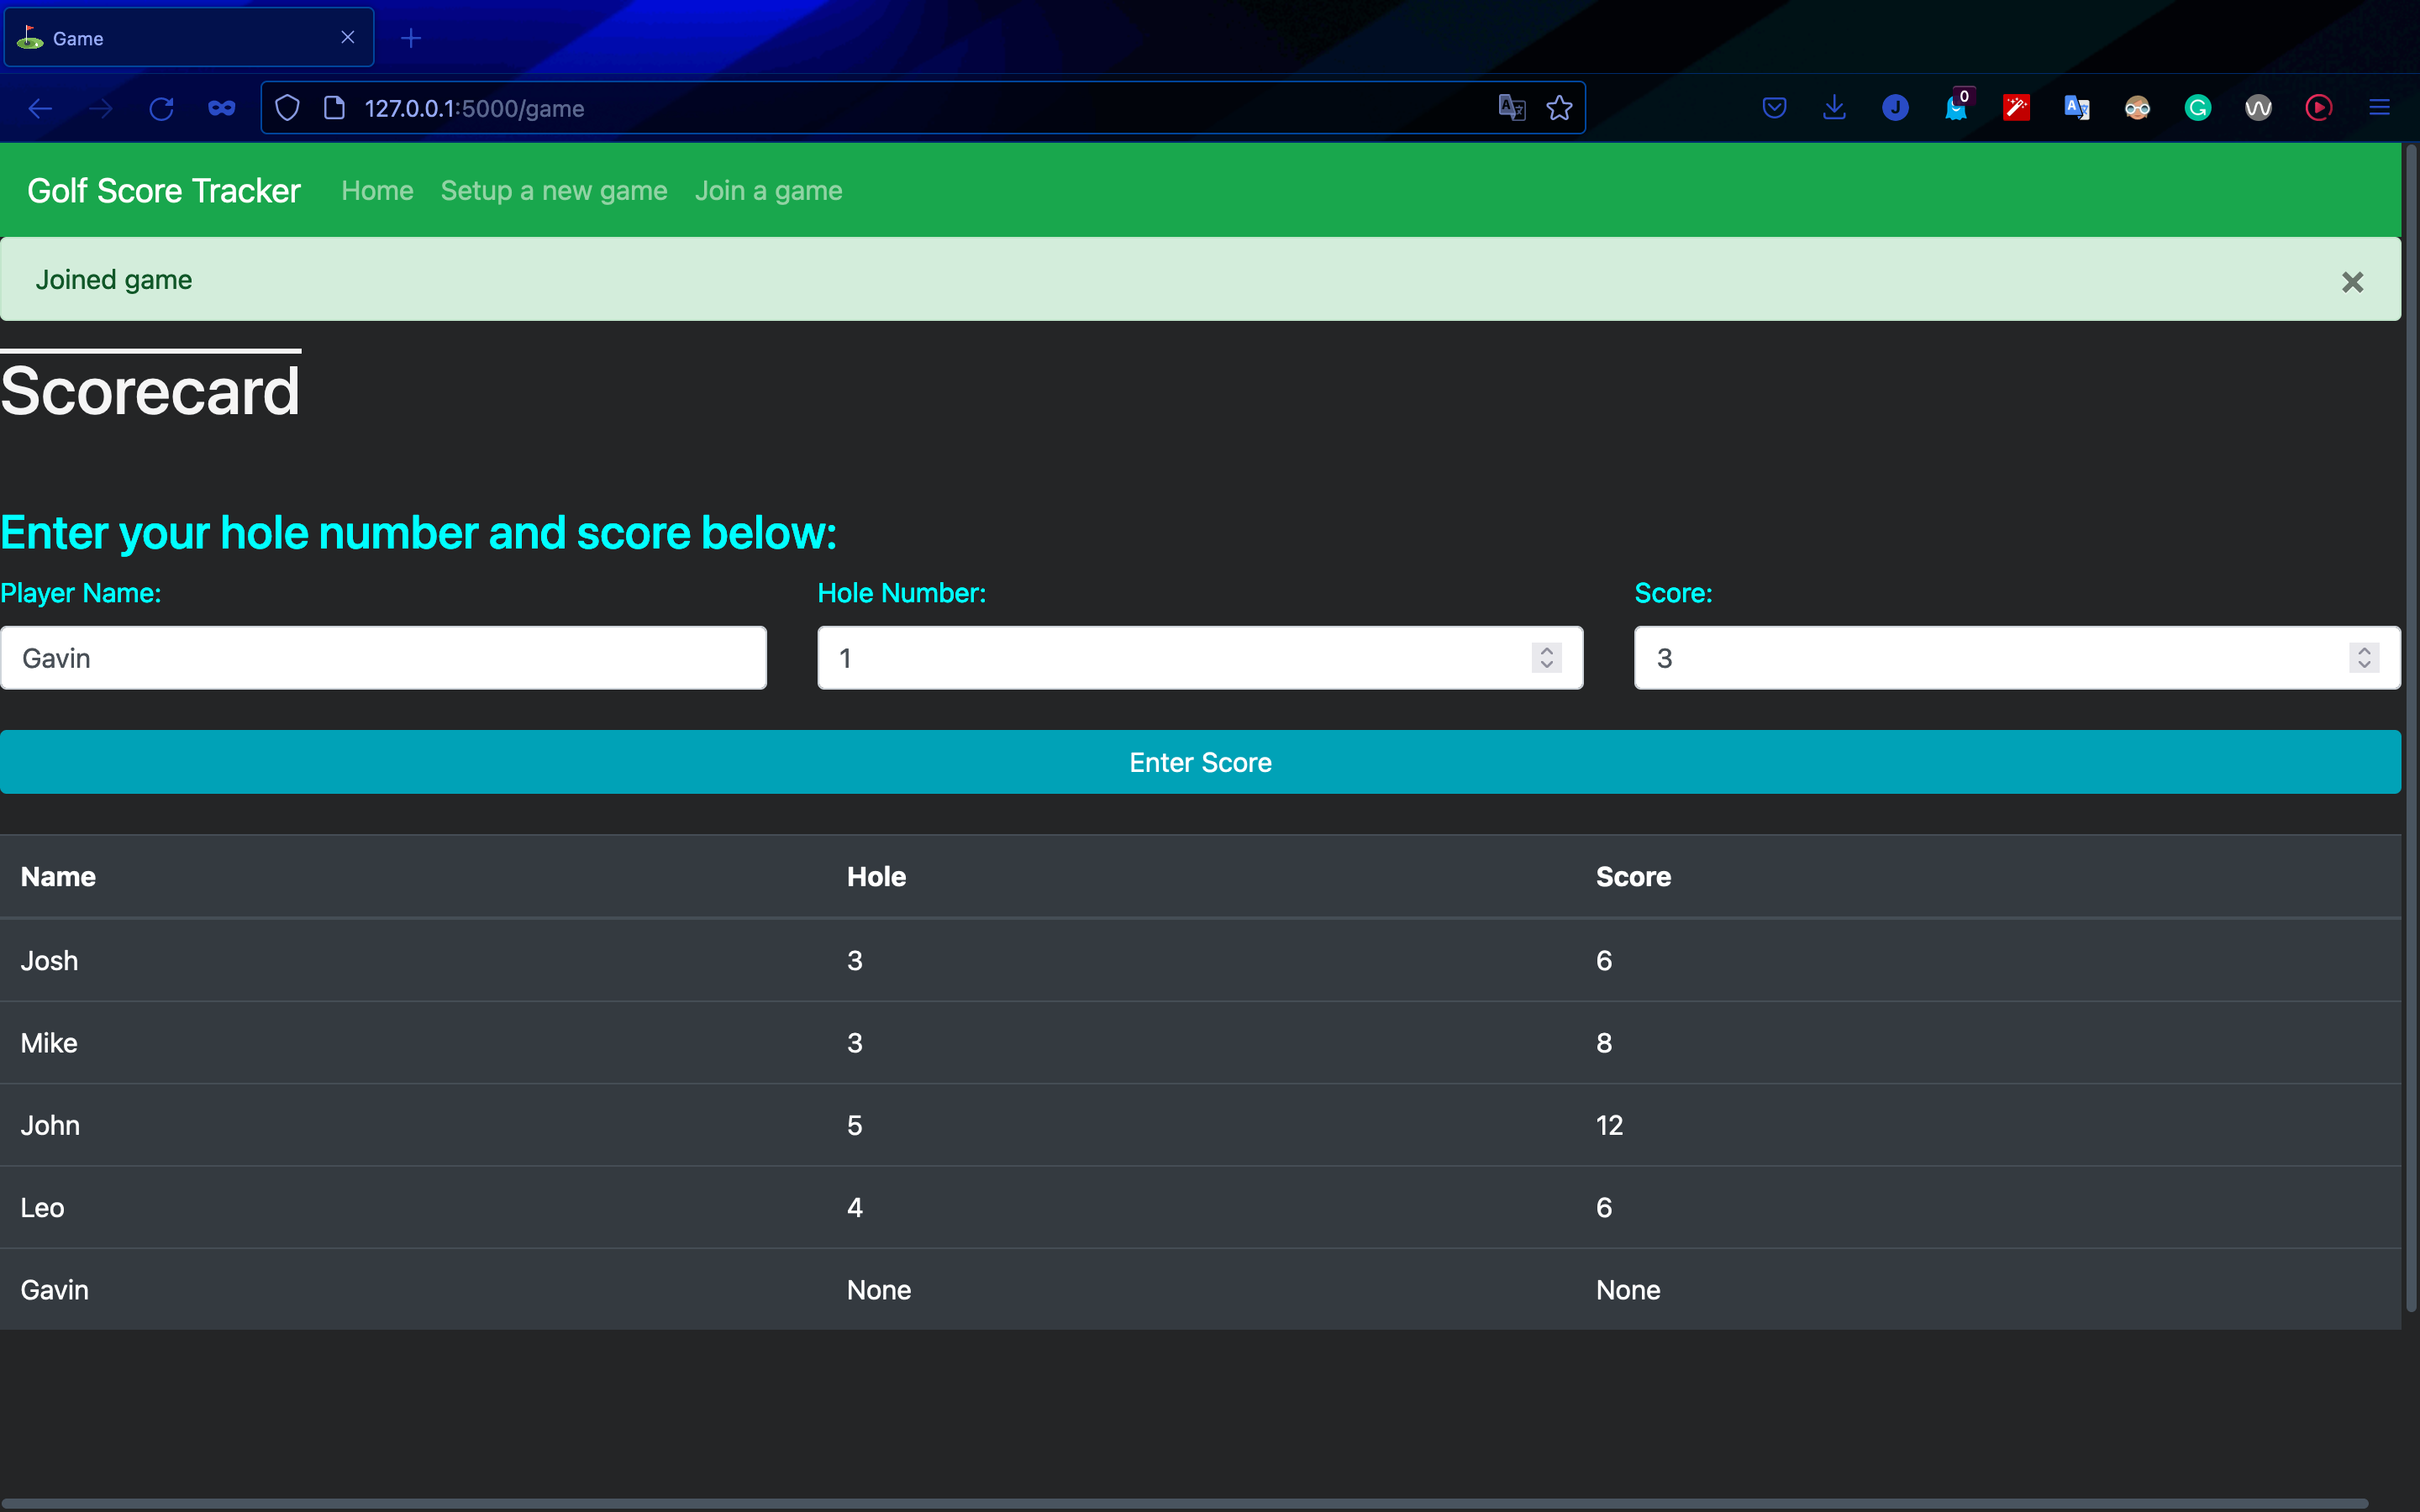 Game
127.0.0.1:5000/game
0
J
Golf Score Tracker Home Setup a new game Join a game
Joined game
Scorecard
Enter your hole number and score below:
Player Name: Hole Number: Score:
Gavin 1 3
Enter Score
Name Hole Score
Josh 3 6
Mike 3 8
John 5 12
Leo 4 6
Gavin None None